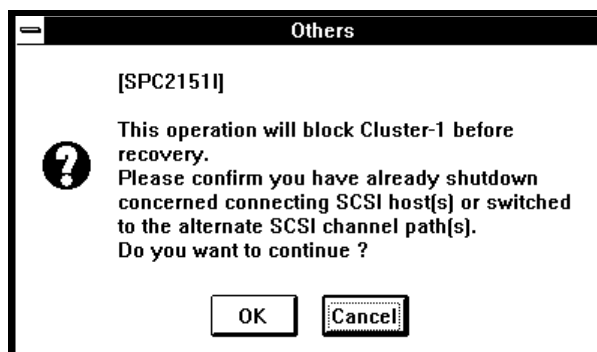 Others
[SPC2151I]
This operation will block Cluster-1 before
recovery.
Please confirm you have already shutdown
concerned connecting SCSI host(s) or switched
to the alternate SCSI channel path(s).
Do you want to continue ?
OK
Cancel